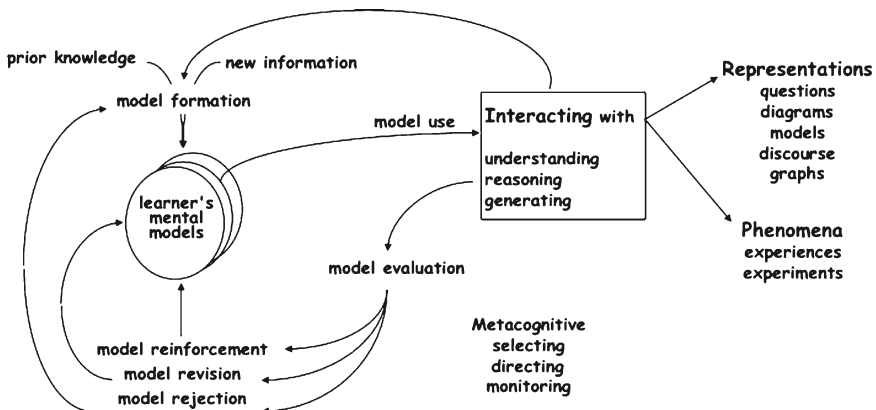 prior knowledge
new information
model formation
model use
learner's
mental
models
Interacting with
understanding
reasoning
generating
Representations
questions
diagrams
models
discourse
graphs
Phenomena
experiences
experiments
model evaluation
model reinforcement
model revision
model rejection
Metacognitive
selecting
directing
monitoring